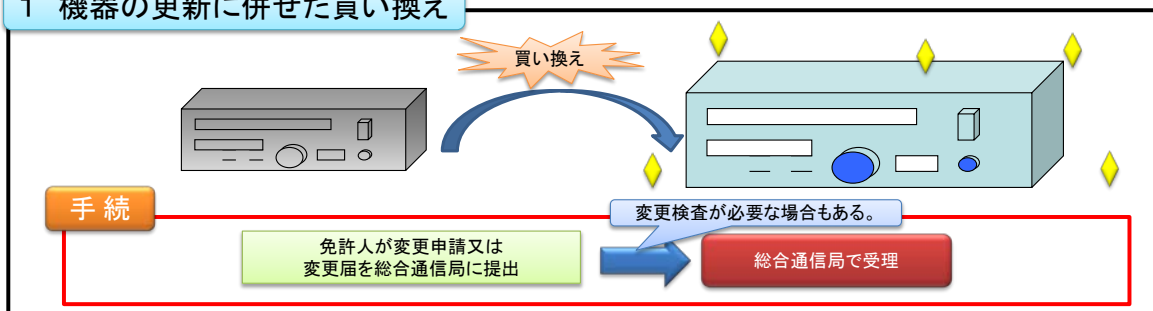 1 機器の更新に併せた買い換え
買い換え
手 続
変更検査が必要な場合もある。
免許人が変更申請又は
変更届を総合通信局に提出
総合通信局で受理